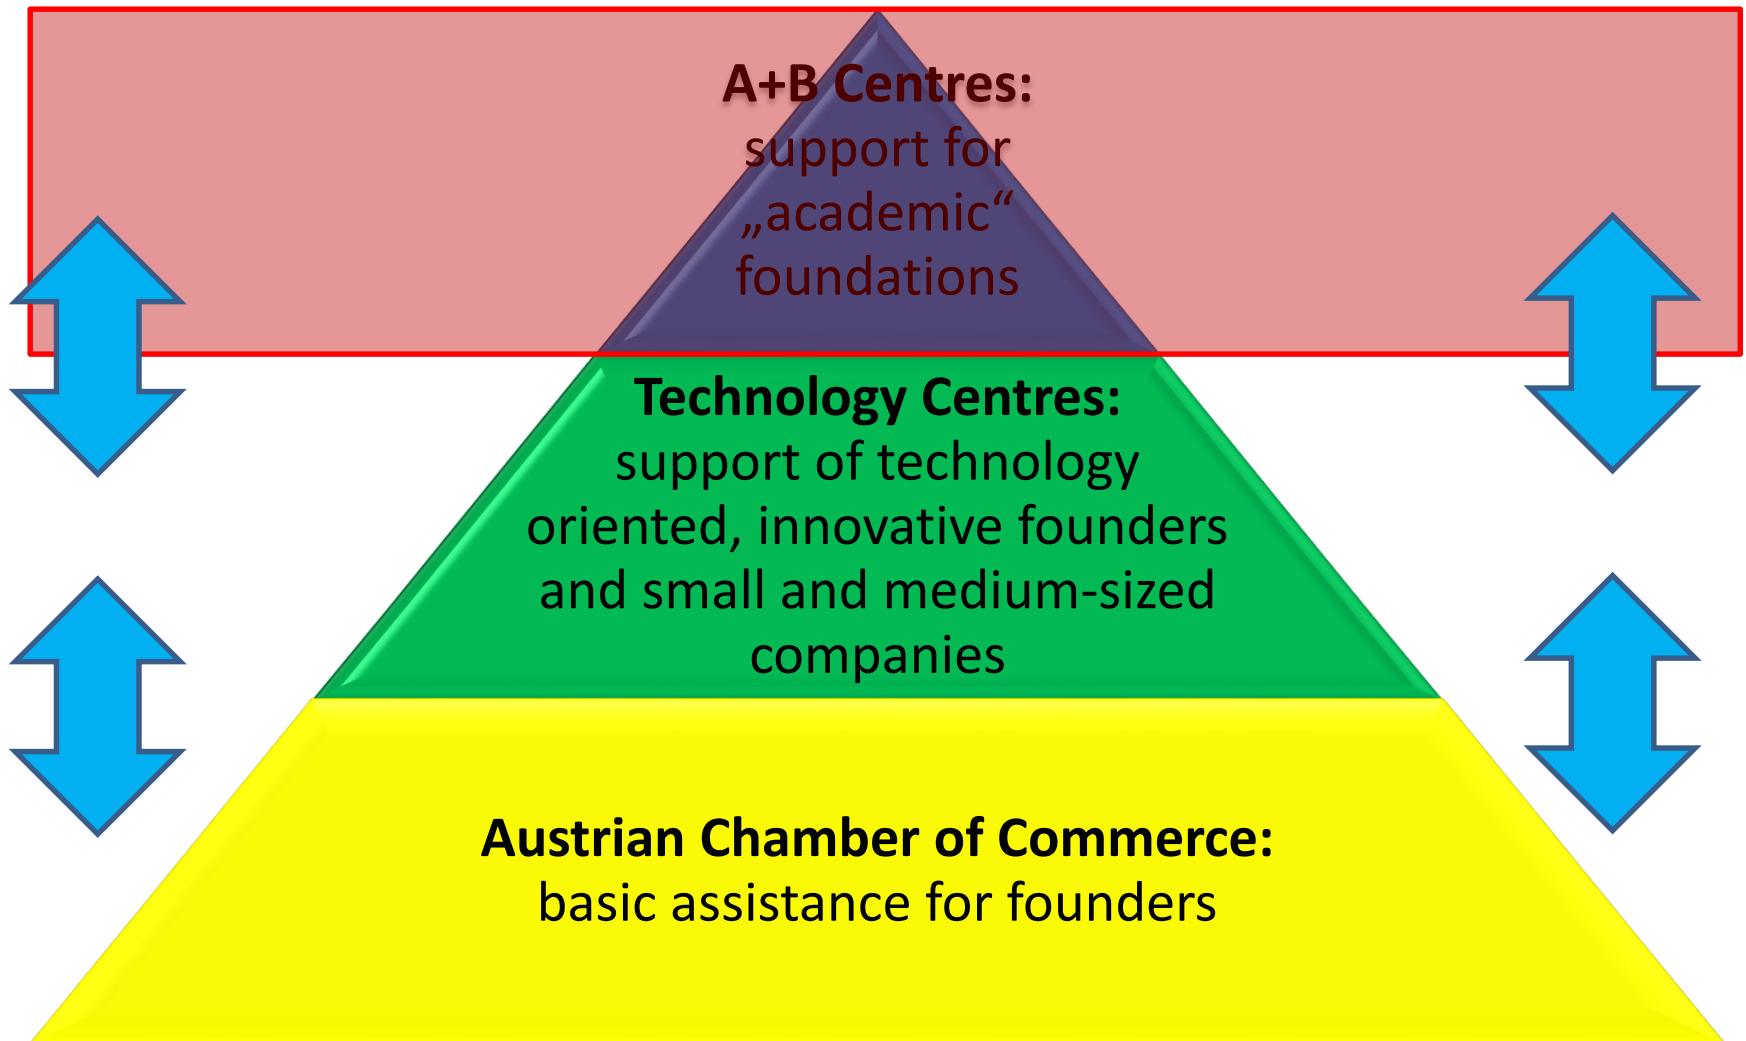 A+B Centres:
support for
„academic“
foundations
Technology Centres:
support of technology
oriented, innovative founders
and small and medium-sized
companies
Austrian Chamber of Commerce:
basic assistance for founders